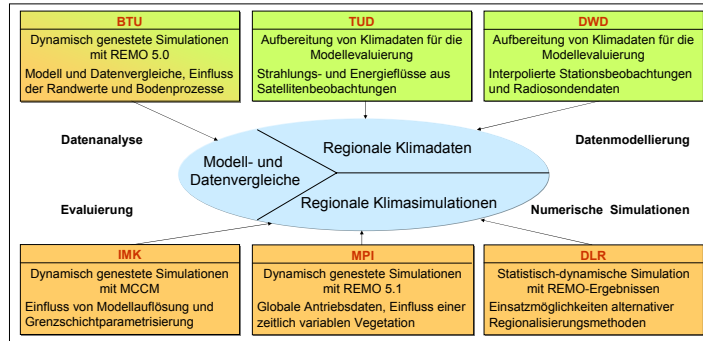 BTU
Dynamisch genestete Simulationen
mit REMO 5.0
Modell und Datenvergleiche, Einfluss
der Randwerte und Bodenprozesse
TUD
Aufbereitung von Klimadaten für die
Modellevaluierung
Strahlungs- und Energieflüsse aus
Satellitenbeobachtungen
DWD
Aufbereitung von Klimadaten für die
Modellevaluierung
Interpolierte Stationsbeobachtungen
und Radiosondendaten
Datenanalyse
Datenmodellierung
Regionale Klimadaten
Modell- und
Datenvergleiche
Regionale Klimasimulationen
Evaluierung
Numerische Simulationen
IMK
Dynamisch genestete Simulationen
mit MCCM
Einfluss von Modellauflösung und
Grenzschichtparametrisierung
MPI
Dynamisch genestete Simulationen
mit REMO 5.1
Globale Antriebsdaten, Einfluss einer
zeitlich variablen Vegetation
DLR
Statistisch-dynamische Simulation
mit REMO-Ergebnissen
Einsatzmöglichkeiten alternativer
Regionalisierungsmethoden